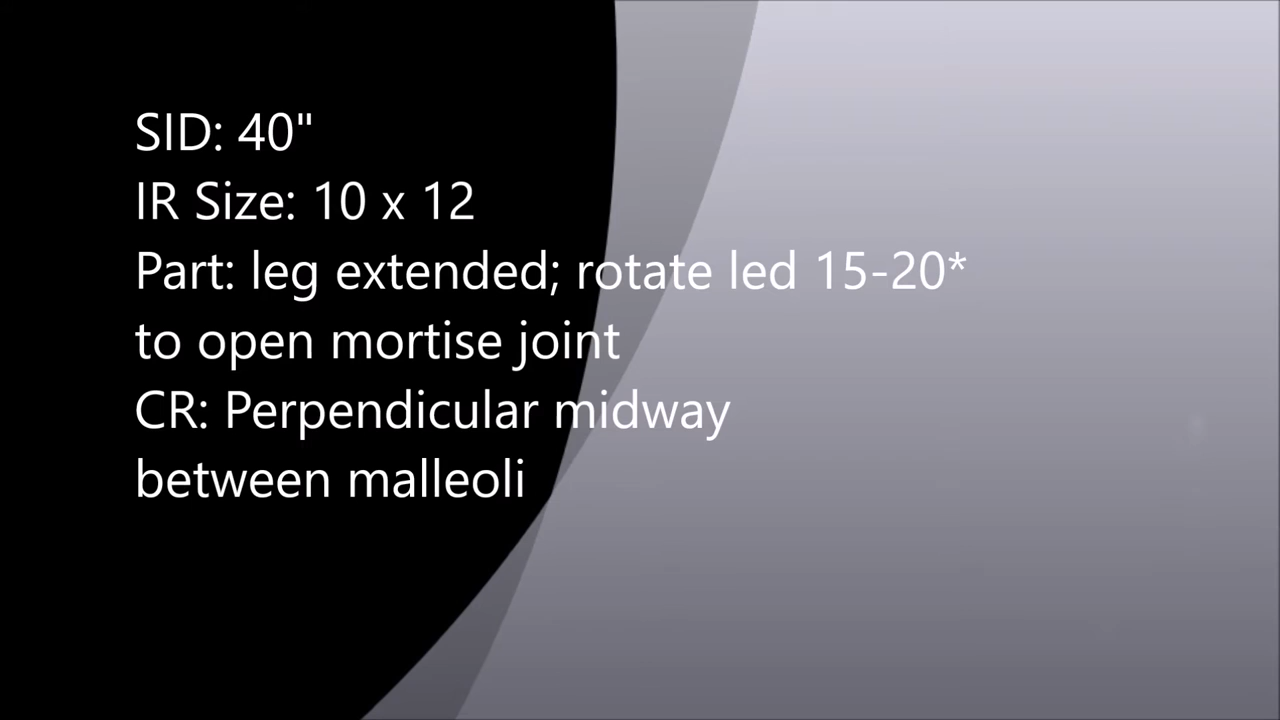 SID: 40"
IR Size: 10 x 12
Part: leg extended; rotate led 15-20*
to open mortise joint
CR: Perpendicular midway
between malleoli